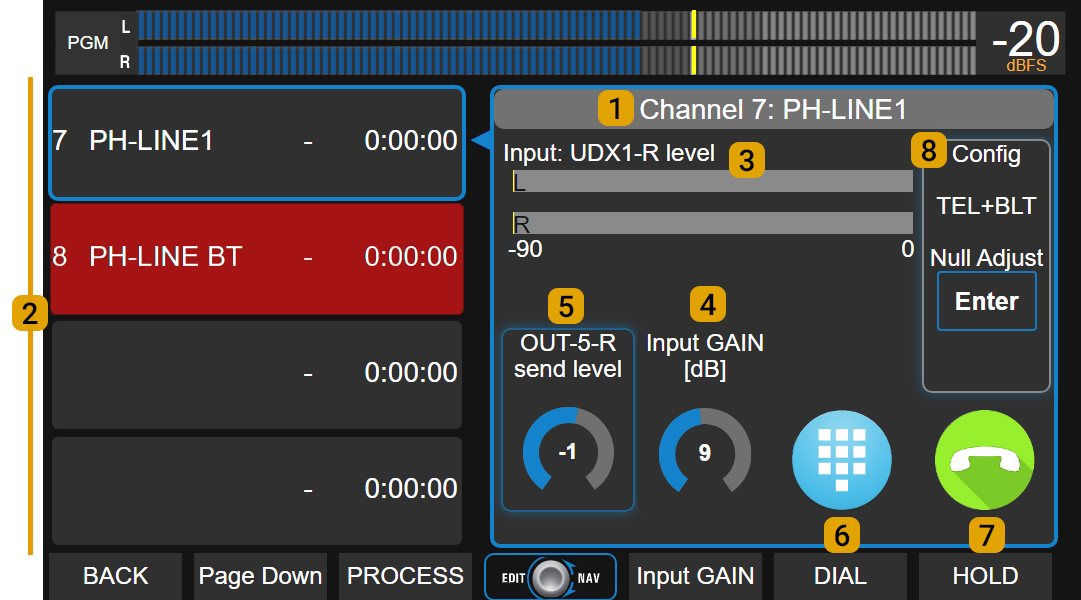 PGM
L
R
-20
dBFS
7 PH-LINE1 - 0:00:00
8 PH-LINE BT - 0:00:00
- 0:00:00
- 0:00:00
2
1 Channel 7: PH-LINE1
Input: UDX1-R level
3
L
R
-90 0
8 Config
TEL+BLT
Null Adjust
Enter
5
OUT-5-R
send level
-1
4
Input GAIN
[dB]
9
6
7
BACK
Page Down
PROCESS
EDIT NAV
Input GAIN
DIAL
HOLD